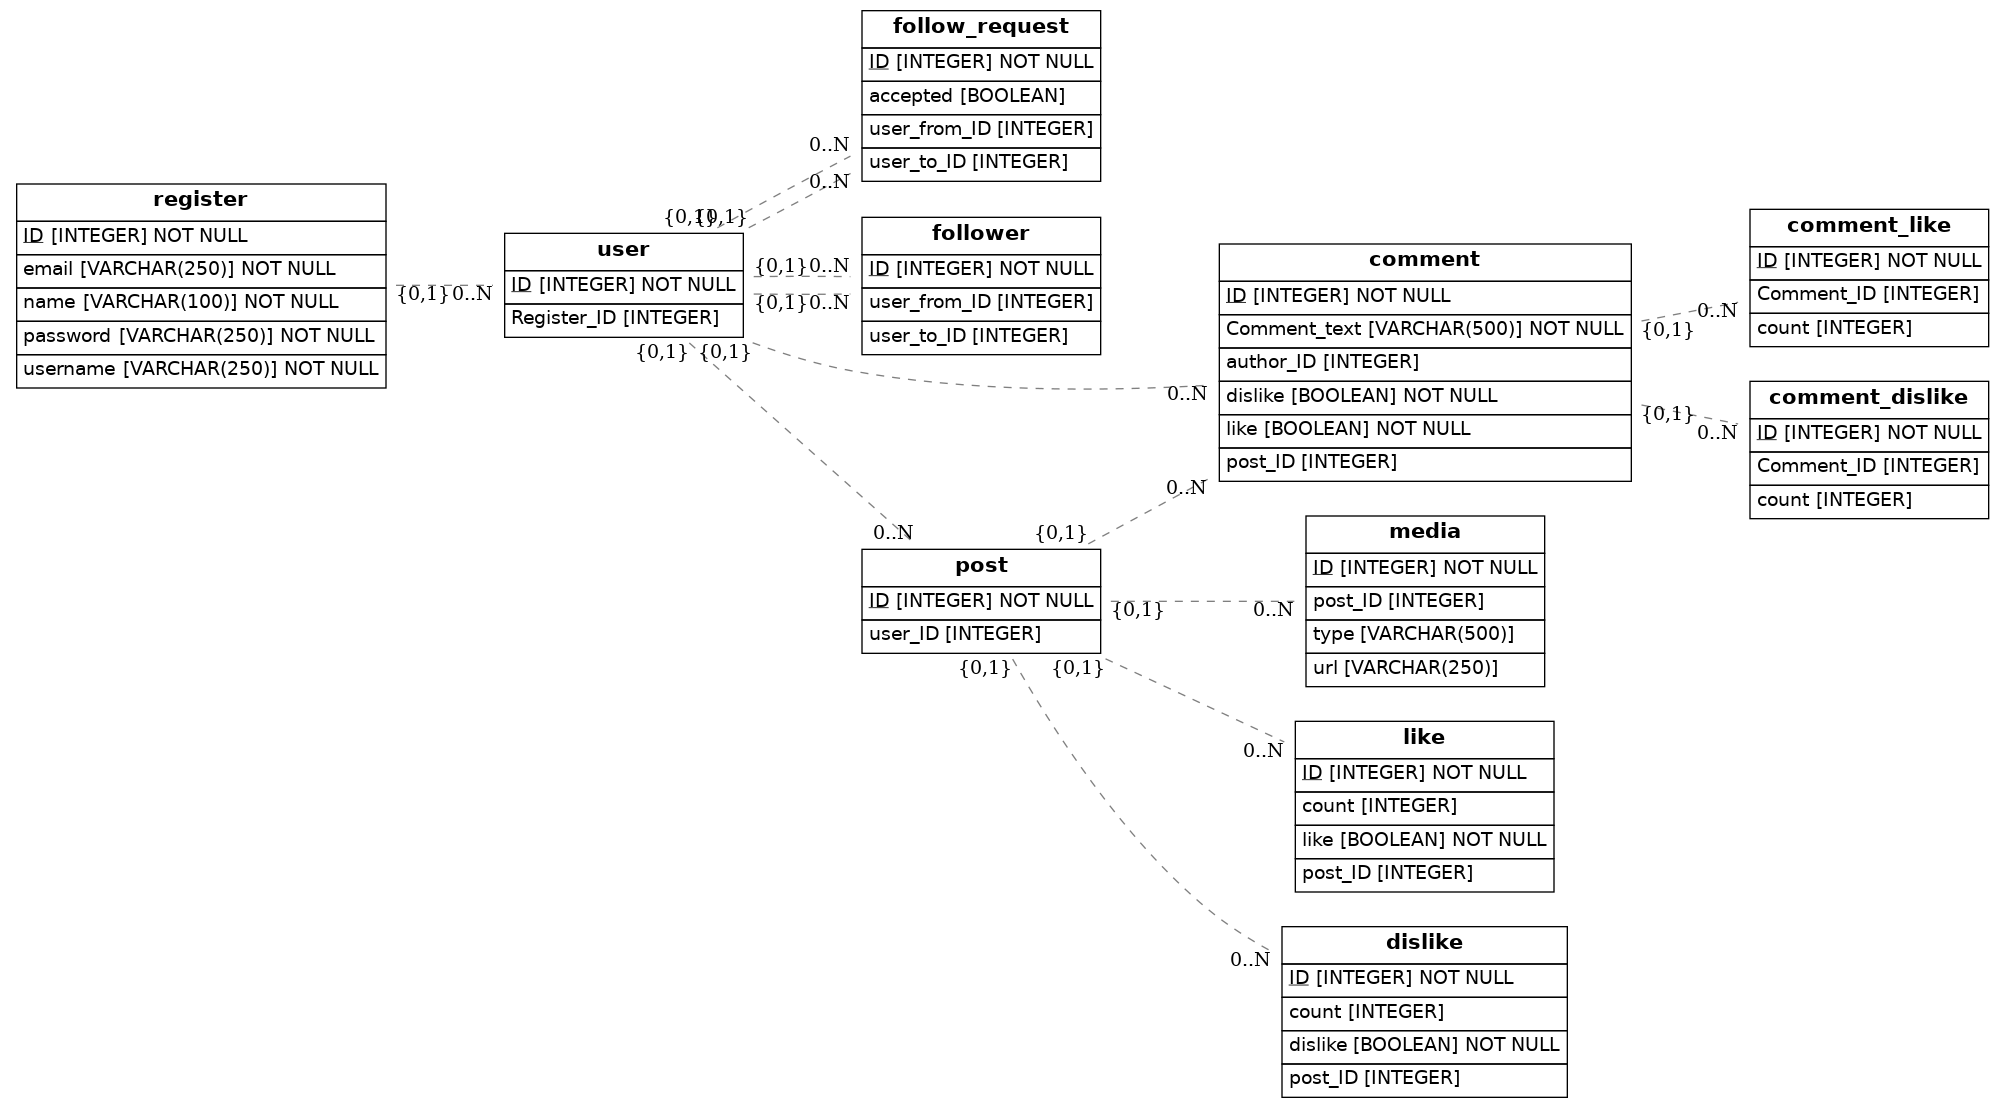 follow_request
ID [INTEGER] NOT NULL
accepted [BOOLEAN]
user_from_ID [INTEGER]
user_to_ID [INTEGER]
0..N
0..N
{0,1}
{0,1}
register
ID [INTEGER] NOT NULL
email [VARCHAR(250)] NOT NULL
name [VARCHAR(100)] NOT NULL
password [VARCHAR(250)] NOT NULL
username [VARCHAR(250)] NOT NULL
{0,1}
0..N
user
ID [INTEGER] NOT NULL
Register_ID [INTEGER]
{0,1}
0..N
{0,1}
0..N
follower
ID [INTEGER] NOT NULL
user_from_ID [INTEGER]
user_to_ID [INTEGER]
{0,1}
{0,1}
0..N
0..N
comment
ID [INTEGER] NOT NULL
Comment_text [VARCHAR(500)] NOT NULL
author_ID [INTEGER]
dislike [BOOLEAN] NOT NULL
like [BOOLEAN] NOT NULL
post_ID [INTEGER]
{0,1}
0..N
{0,1}
0..N
comment_like
ID [INTEGER] NOT NULL
Comment_ID [INTEGER]
count [INTEGER]
comment_dislike
ID [INTEGER] NOT NULL
Comment_ID [INTEGER]
count [INTEGER]
0..N
{0,1}
post
ID [INTEGER] NOT NULL
user_ID [INTEGER]
{0,1}
0..N
media
ID [INTEGER] NOT NULL
post_ID [INTEGER]
type [VARCHAR(500)]
url [VARCHAR(250)]
{0,1}
{0,1}
0..N
like
ID [INTEGER] NOT NULL
count [INTEGER]
like [BOOLEAN] NOT NULL
post_ID [INTEGER]
0..N
dislike
ID [INTEGER] NOT NULL
count [INTEGER]
dislike [BOOLEAN] NOT NULL
post_ID [INTEGER]